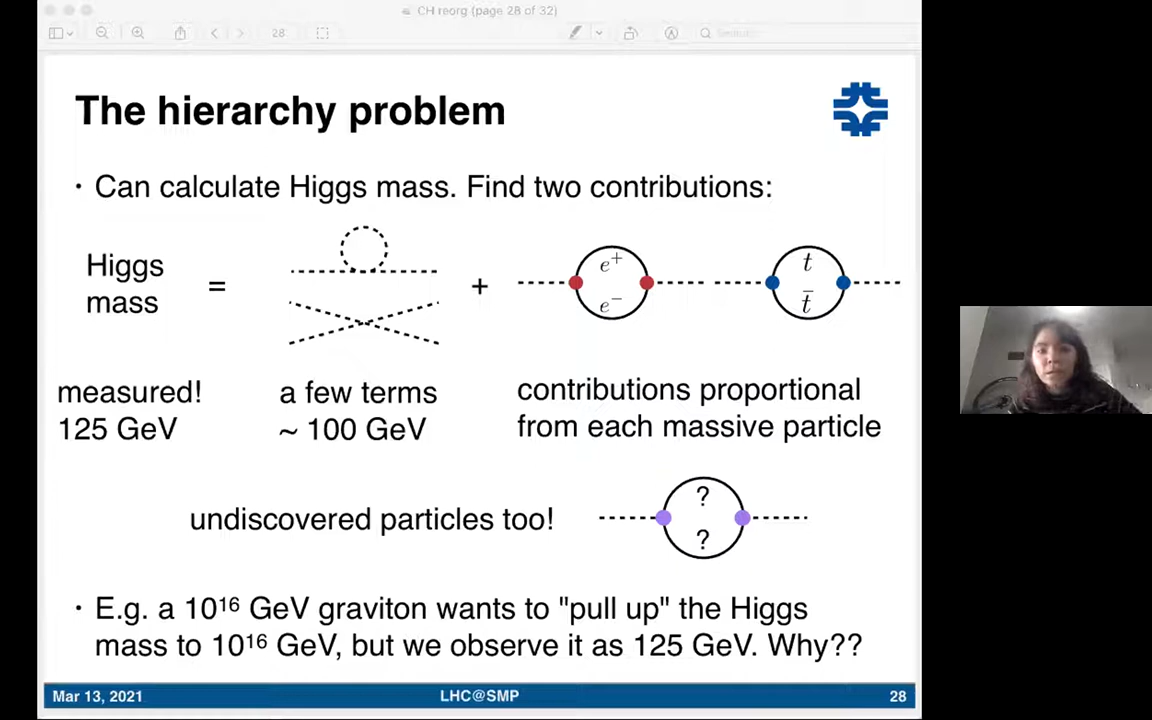 CH reorg (page 28 of 32)
28
Search
The hierarchy problem
· Can calculate Higgs mass. Find two contributions:
Higgs
mass
=
+
e⁺
e⁻
t
t̄
measured!
125 GeV
a few terms
~ 100 GeV
contributions proportional
from each massive particle
undiscovered particles too!
?
?
· E.g. a 10¹⁶ GeV graviton wants to "pull up" the Higgs
mass to 10¹⁶ GeV, but we observe it as 125 GeV. Why??
Mar 13, 2021
LHC@SMP
28